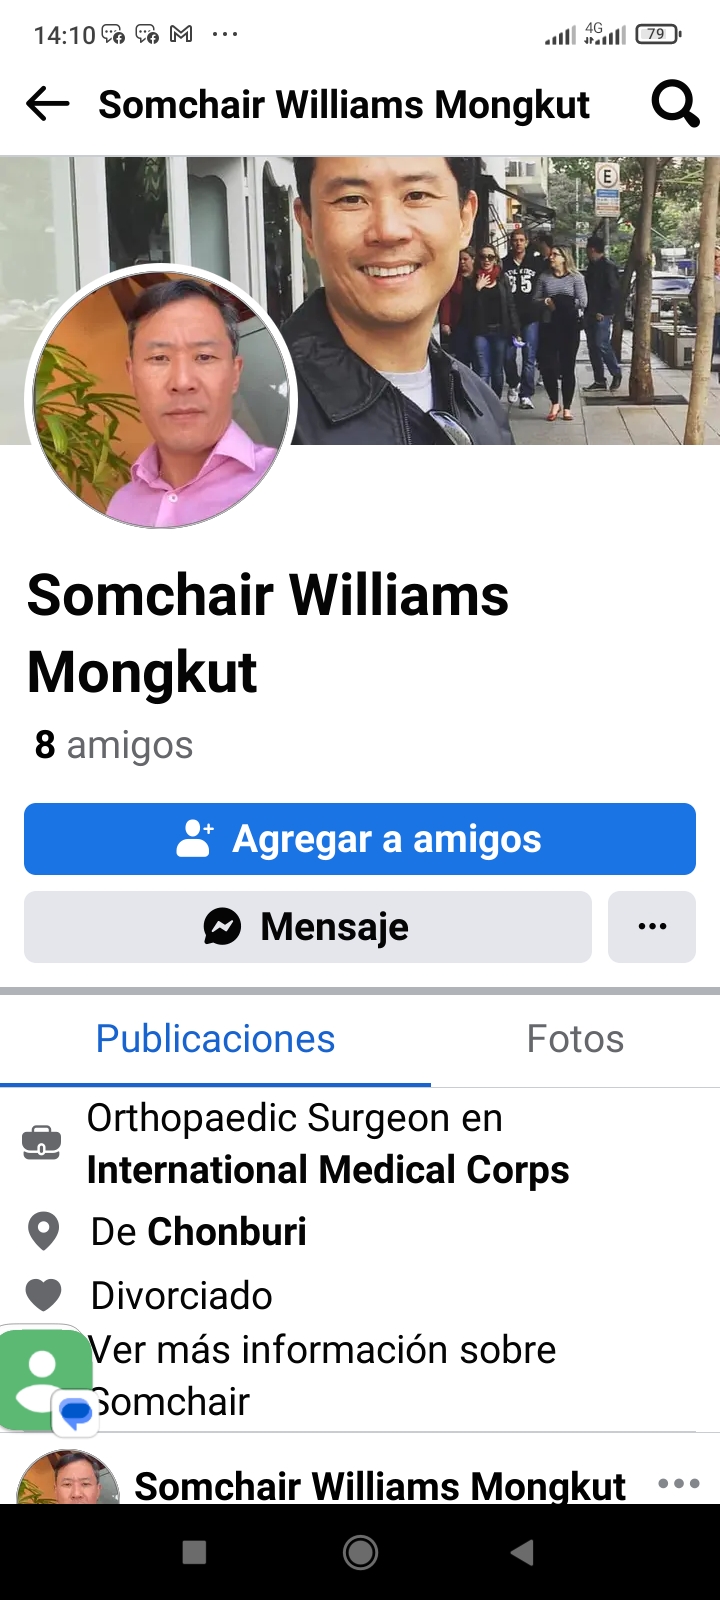 14:10 ... 4G 79
Somchair Williams Mongkut
E
35
Somchair Williams
Mongkut
8 amigos
Agregar a amigos
Mensaje
Publicaciones Fotos
Orthopaedic Surgeon en
International Medical Corps
De Chonburi
Divorciado
Ver más información sobre
Somchair
Somchair Williams Mongkut